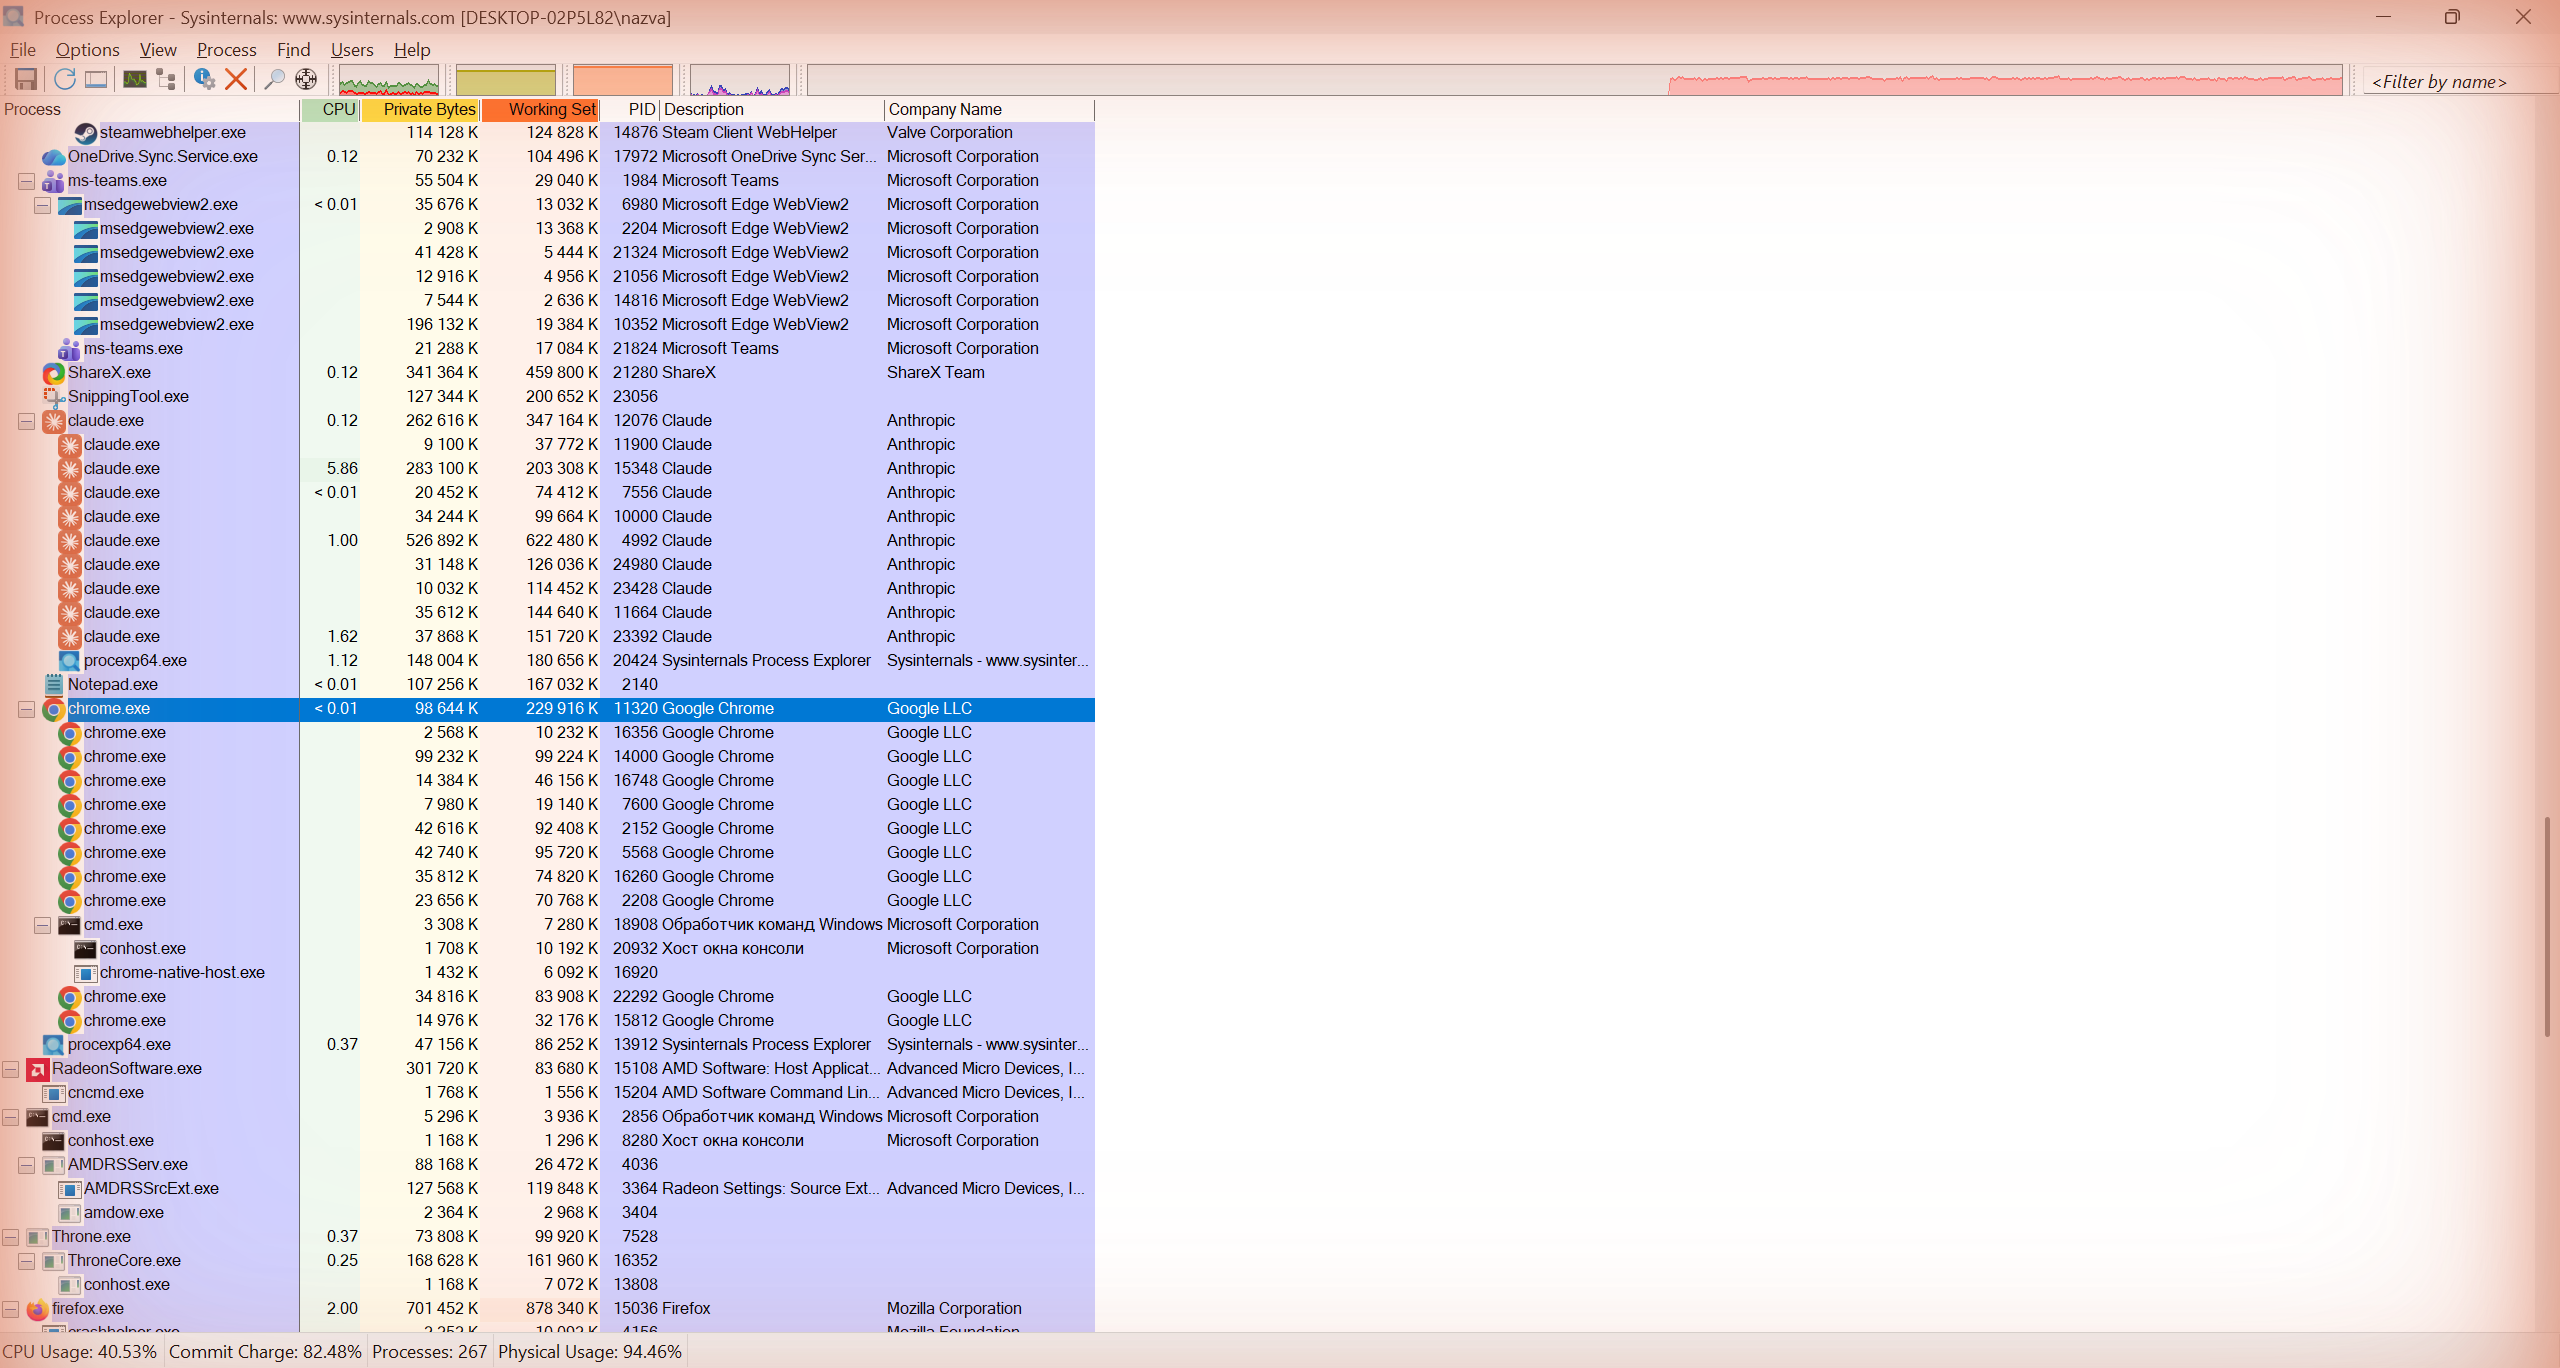 Process Explorer - Sysinternals: www.sysinternals.com [DESKTOP-02P5L82\nazva]
File Options View Process Find Users Help
<Filter by name>
Process CPU Private Bytes Working Set PID Description Company Name
steamwebhelper.exe 114 128 K 124 828 K 14876 Steam Client WebHelper Valve Corporation
OneDrive.Sync.Service.exe 0.12 70 232 K 104 496 K 17972 Microsoft OneDrive Sync Ser... Microsoft Corporation
ms-teams.exe 55 504 K 29 040 K 1984 Microsoft Teams Microsoft Corporation
msedgewebview2.exe < 0.01 35 676 K 13 032 K 6980 Microsoft Edge WebView2 Microsoft Corporation
msedgewebview2.exe 2 908 K 13 368 K 2204 Microsoft Edge WebView2 Microsoft Corporation
msedgewebview2.exe 41 428 K 5 444 K 21324 Microsoft Edge WebView2 Microsoft Corporation
msedgewebview2.exe 12 916 K 4 956 K 21056 Microsoft Edge WebView2 Microsoft Corporation
msedgewebview2.exe 7 544 K 2 636 K 14816 Microsoft Edge WebView2 Microsoft Corporation
msedgewebview2.exe 196 132 K 19 384 K 10352 Microsoft Edge WebView2 Microsoft Corporation
ms-teams.exe 21 288 K 17 084 K 21824 Microsoft Teams Microsoft Corporation
ShareX.exe 0.12 341 364 K 459 800 K 21280 ShareX ShareX Team
SnippingTool.exe 127 344 K 200 652 K 23056
claude.exe 0.12 262 616 K 347 164 K 12076 Claude Anthropic
claude.exe 9 100 K 37 772 K 11900 Claude Anthropic
claude.exe 5.86 283 100 K 203 308 K 15348 Claude Anthropic
claude.exe < 0.01 20 452 K 74 412 K 7556 Claude Anthropic
claude.exe 34 244 K 99 664 K 10000 Claude Anthropic
claude.exe 1.00 526 892 K 622 480 K 4992 Claude Anthropic
claude.exe 31 148 K 126 036 K 24980 Claude Anthropic
claude.exe 10 032 K 114 452 K 23428 Claude Anthropic
claude.exe 35 612 K 144 640 K 11664 Claude Anthropic
claude.exe 1.62 37 868 K 151 720 K 23392 Claude Anthropic
procexp64.exe 1.12 148 004 K 180 656 K 20424 Sysinternals Process Explorer Sysinternals - www.sysinter...
Notepad.exe < 0.01 107 256 K 167 032 K 2140
chrome.exe < 0.01 98 644 K 229 916 K 11320 Google Chrome Google LLC
chrome.exe 2 568 K 10 232 K 16356 Google Chrome Google LLC
chrome.exe 99 232 K 99 224 K 14000 Google Chrome Google LLC
chrome.exe 14 384 K 46 156 K 16748 Google Chrome Google LLC
chrome.exe 7 980 K 19 140 K 7600 Google Chrome Google LLC
chrome.exe 42 616 K 92 408 K 2152 Google Chrome Google LLC
chrome.exe 42 740 K 95 720 K 5568 Google Chrome Google LLC
chrome.exe 35 812 K 74 820 K 16260 Google Chrome Google LLC
chrome.exe 23 656 K 70 768 K 2208 Google Chrome Google LLC
cmd.exe 3 308 K 7 280 K 18908 Обработчик команд Windows Microsoft Corporation
conhost.exe 1 708 K 10 192 K 20932 Хост окна консоли Microsoft Corporation
chrome-native-host.exe 1 432 K 6 092 K 16920
chrome.exe 34 816 K 83 908 K 22292 Google Chrome Google LLC
chrome.exe 14 976 K 32 176 K 15812 Google Chrome Google LLC
procexp64.exe 0.37 47 156 K 86 252 K 13912 Sysinternals Process Explorer Sysinternals - www.sysinter...
RadeonSoftware.exe 301 720 K 83 680 K 15108 AMD Software: Host Applicat... Advanced Micro Devices, I...
cncmd.exe 1 768 K 1 556 K 15204 AMD Software Command Lin... Advanced Micro Devices, I...
cmd.exe 5 296 K 3 936 K 2856 Обработчик команд Windows Microsoft Corporation
conhost.exe 1 168 K 1 296 K 8280 Хост окна консоли Microsoft Corporation
AMDRSServ.exe 88 168 K 26 472 K 4036
AMDRSSrcExt.exe 127 568 K 119 848 K 3364 Radeon Settings: Source Ext... Advanced Micro Devices, I...
amdow.exe 2 364 K 2 968 K 3404
Throne.exe 0.37 73 808 K 99 920 K 7528
ThroneCore.exe 0.25 168 628 K 161 960 K 16352
conhost.exe 1 168 K 7 072 K 13808
firefox.exe 2.00 701 452 K 878 340 K 15036 Firefox Mozilla Corporation
crashhelper.exe 2 252 K 10 092 K 4156 Mozilla Foundation
CPU Usage: 40.53% Commit Charge: 82.48% Processes: 267 Physical Usage: 94.46%